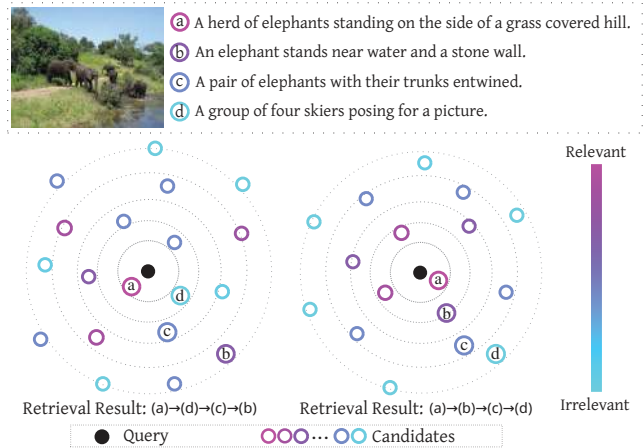 a A herd of elephants standing on the side of a grass covered hill.
b An elephant stands near water and a stone wall.
c A pair of elephants with their trunks entwined.
d A group of four skiers posing for a picture.
Relevant
a
d
c
b
a
b
c
d
Irrelevant
Retrieval Result: (a)→(d)→(c)→(b)
Retrieval Result: (a)→(b)→(c)→(d)
Query ... Candidates